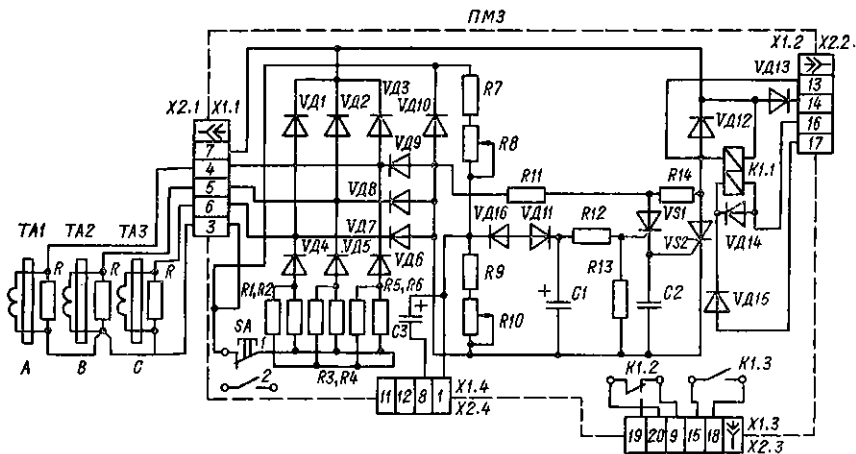 ПМЗ
X1.2 X2.2
VД13
13
14
16
17
X2.1 X1.1
7
4
5
6
3
VД1
VД2
VД3
VД10
VД9
VД8
VД7
VД4
VД5
VД6
R7
R8
R11
R14
VД12
K1.1
VД16
VД11
R12
VS1
VS2
VД14
R13
R9
R10
C1
C2
VД15
TA1
TA2
TA3
R
R
R
A
B
C
R1,R2
R5,R6
R3,R4
C3
+
+
SA
1
2
11
12
8
1
X1.4
X2.4
K1.2
K1.3
19
20
9
15
18
X1.3
X2.3